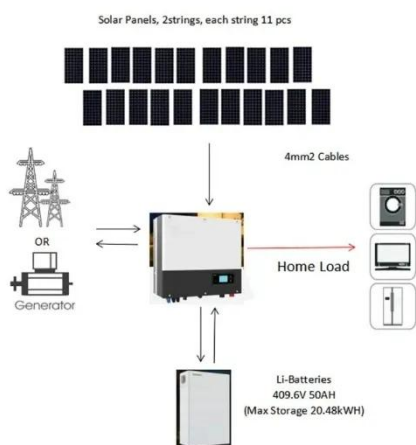 Solar Panels, 2strings, each string 11 pcs
4mm2 Cables
OR
Generator
Home Load
Li-Batteries
409.6V 50AH
(Max Storage 20.48kWH)